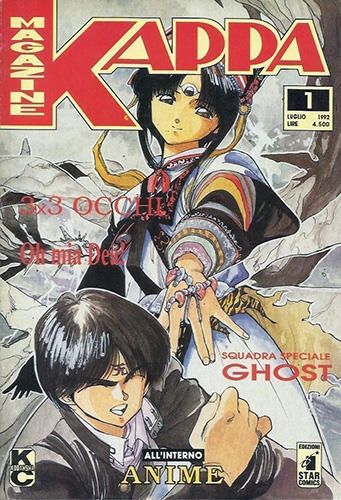 KAPPA
MAGAZINE
1
LUGLIO 1992
LIRE 4.500
3x3 OCCHI
Oh mia Dea!
SQUADRA SPECIALE
GHOST
ALL'INTERNO
ANIME
KC
KODANSHA
EDIZIONI
STAR COMICS